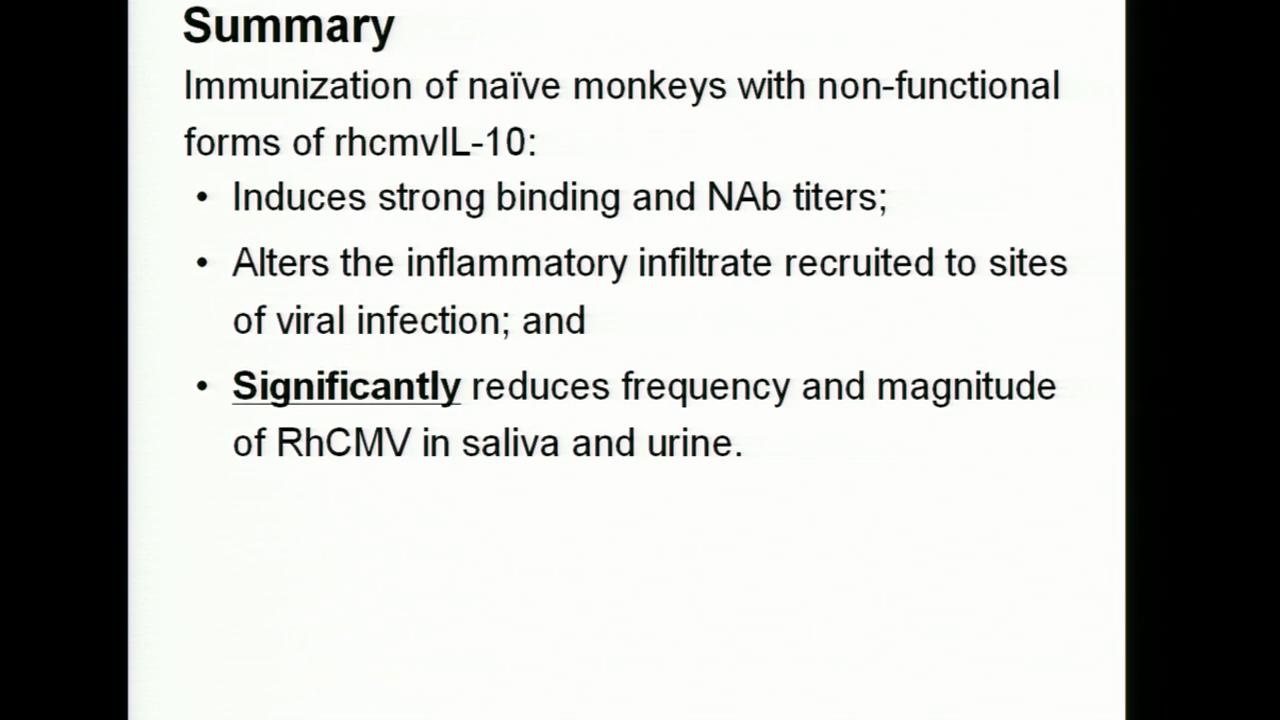 Summary
Immunization of naïve monkeys with non-functional
forms of rhcmvIL-10:
• Induces strong binding and NAb titers;
• Alters the inflammatory infiltrate recruited to sites
of viral infection; and
• Significantly reduces frequency and magnitude
of RhCMV in saliva and urine.